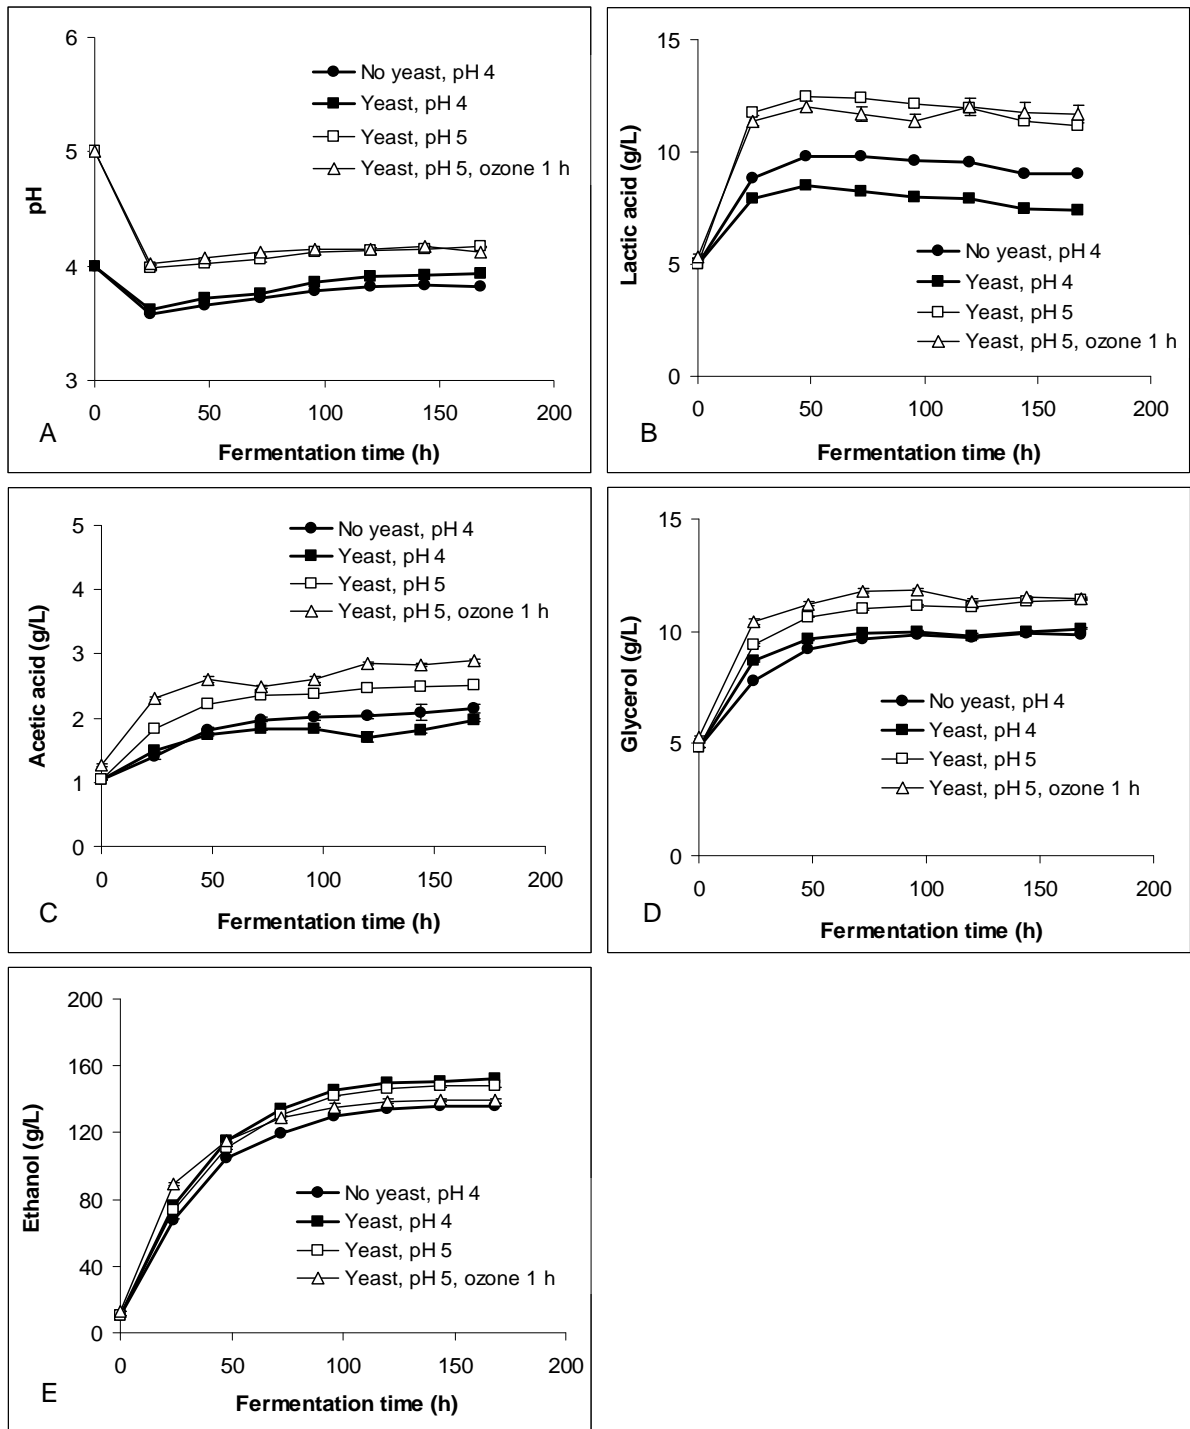 6
5
4
3
pH
No yeast, pH 4
Yeast, pH 4
Yeast, pH 5
Yeast, pH 5, ozone 1 h
0 50 100 150 200
A
Fermentation time (h)
15
10
5
0
Lactic acid (g/L)
No yeast, pH 4
Yeast, pH 4
Yeast, pH 5
Yeast, pH 5, ozone 1 h
0 50 100 150 200
B
Fermentation time (h)
5
4
3
2
1
0
Acetic acid (g/L)
No yeast, pH 4
Yeast, pH 4
Yeast, pH 5
Yeast, pH 5, ozone 1 h
0 50 100 150 200
C
Fermentation time (h)
15
10
5
0
Glycerol (g/L)
No yeast, pH 4
Yeast, pH 4
Yeast, pH 5
Yeast, pH 5, ozone 1 h
0 50 100 150 200
D
Fermentation time (h)
200
160
120
80
40
0
Ethanol (g/L)
No yeast, pH 4
Yeast, pH 4
Yeast, pH 5
Yeast, pH 5, ozone 1 h
0 50 100 150 200
E
Fermentation time (h)